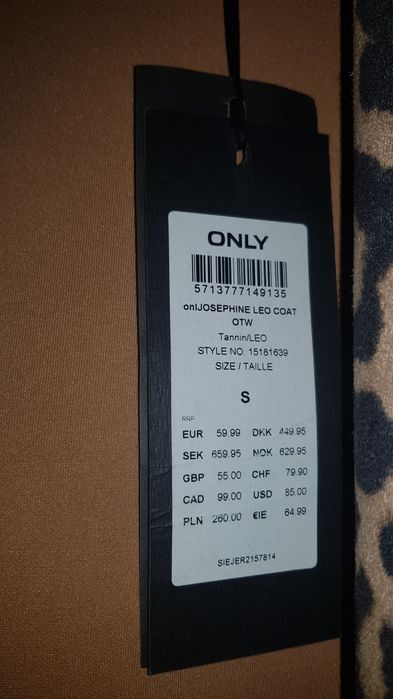 ONLY
5713777149135
onlJOSEPHINE LEO COAT
OTW
Tannin/LEO
STYLE NO. 15181639
SIZE / TAILLE
S
RRP
EUR 59.99 DKK 449.95
SEK 659.95 NOK 629.95
GBP 55.00 CHF 79.90
CAD 99.00 USD 85.00
PLN 260.00 €IE 64.99
SIEJER2157814